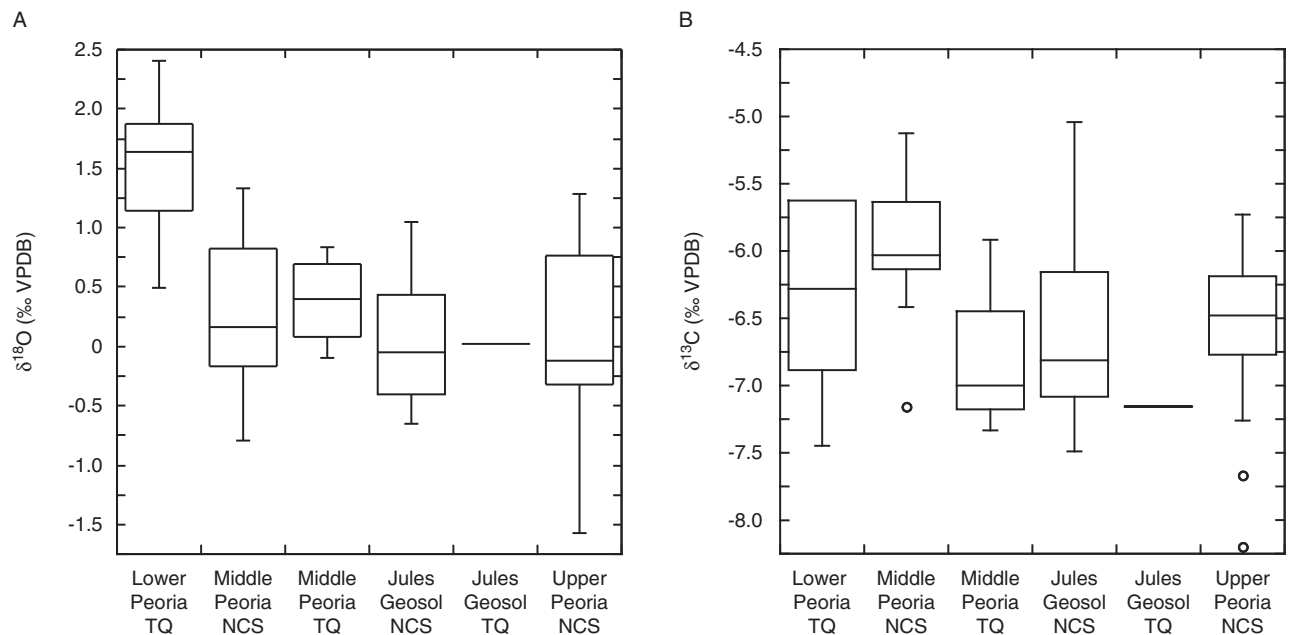 A
δ18O (‰ VPDB)
2.5
2.0
1.5
1.0
0.5
0
-0.5
-1.0
-1.5
Lower Peoria TQ
Middle Peoria NCS
Middle Peoria TQ
Jules Geosol NCS
Jules Geosol TQ
Upper Peoria NCS
B
δ13C (‰ VPDB)
-4.5
-5.0
-5.5
-6.0
-6.5
-7.0
-7.5
-8.0
Lower Peoria TQ
Middle Peoria NCS
Middle Peoria TQ
Jules Geosol NCS
Jules Geosol TQ
Upper Peoria NCS